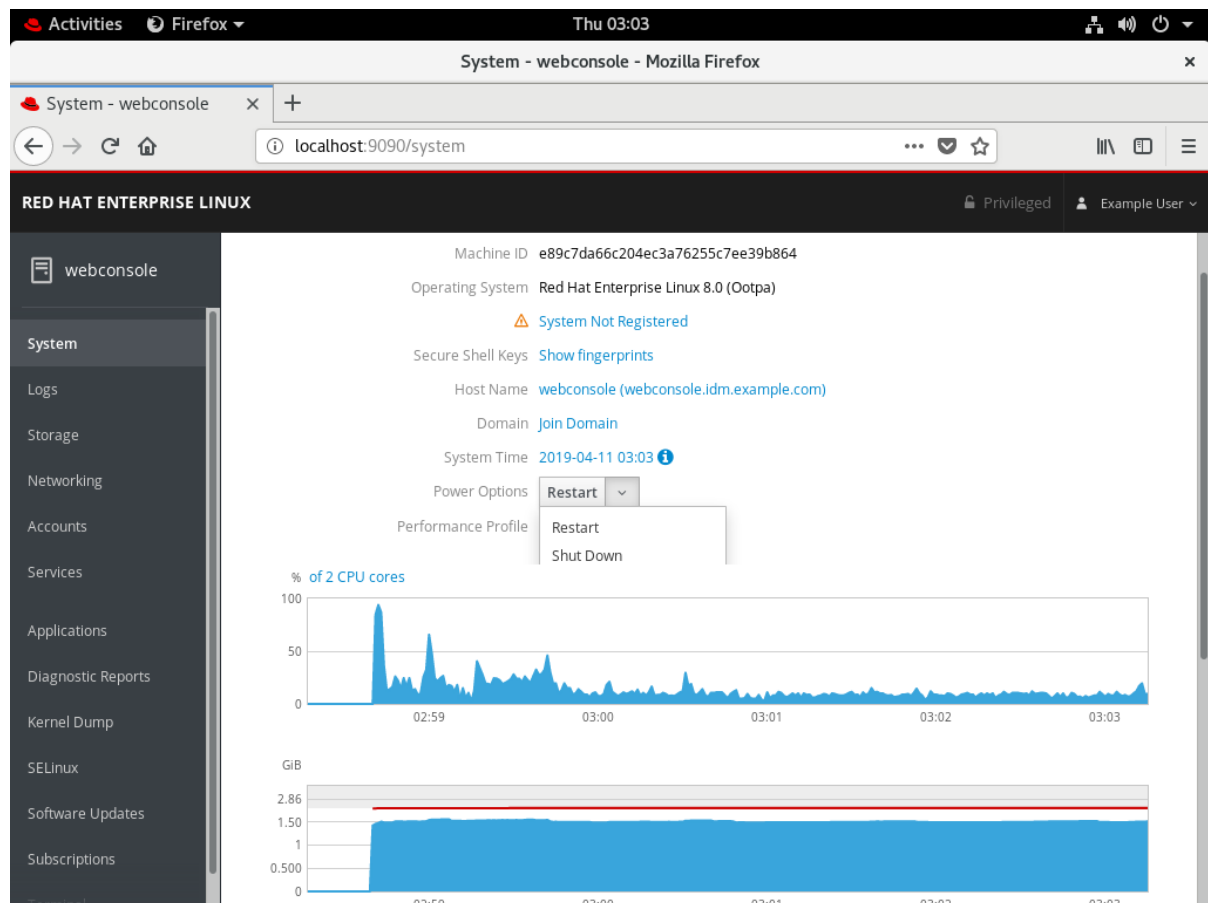 Activities Firefox Thu 03:03
System - webconsole - Mozilla Firefox
System - webconsole
localhost:9090/system
RED HAT ENTERPRISE LINUX Privileged Example User
webconsole
System
Logs
Storage
Networking
Accounts
Services
Applications
Diagnostic Reports
Kernel Dump
SELinux
Software Updates
Subscriptions
Machine ID e89c7da66c204ec3a76255c7ee39b864
Operating System Red Hat Enterprise Linux 8.0 (Ootpa)
System Not Registered
Secure Shell Keys Show fingerprints
Host Name webconsole (webconsole.idm.example.com)
Domain Join Domain
System Time 2019-04-11 03:03
Power Options Restart
Performance Profile Restart
Shut Down
% of 2 CPU cores
100
50
0
02:59 03:00 03:01 03:02 03:03
GiB
2.86
1.50
1
0.500
0